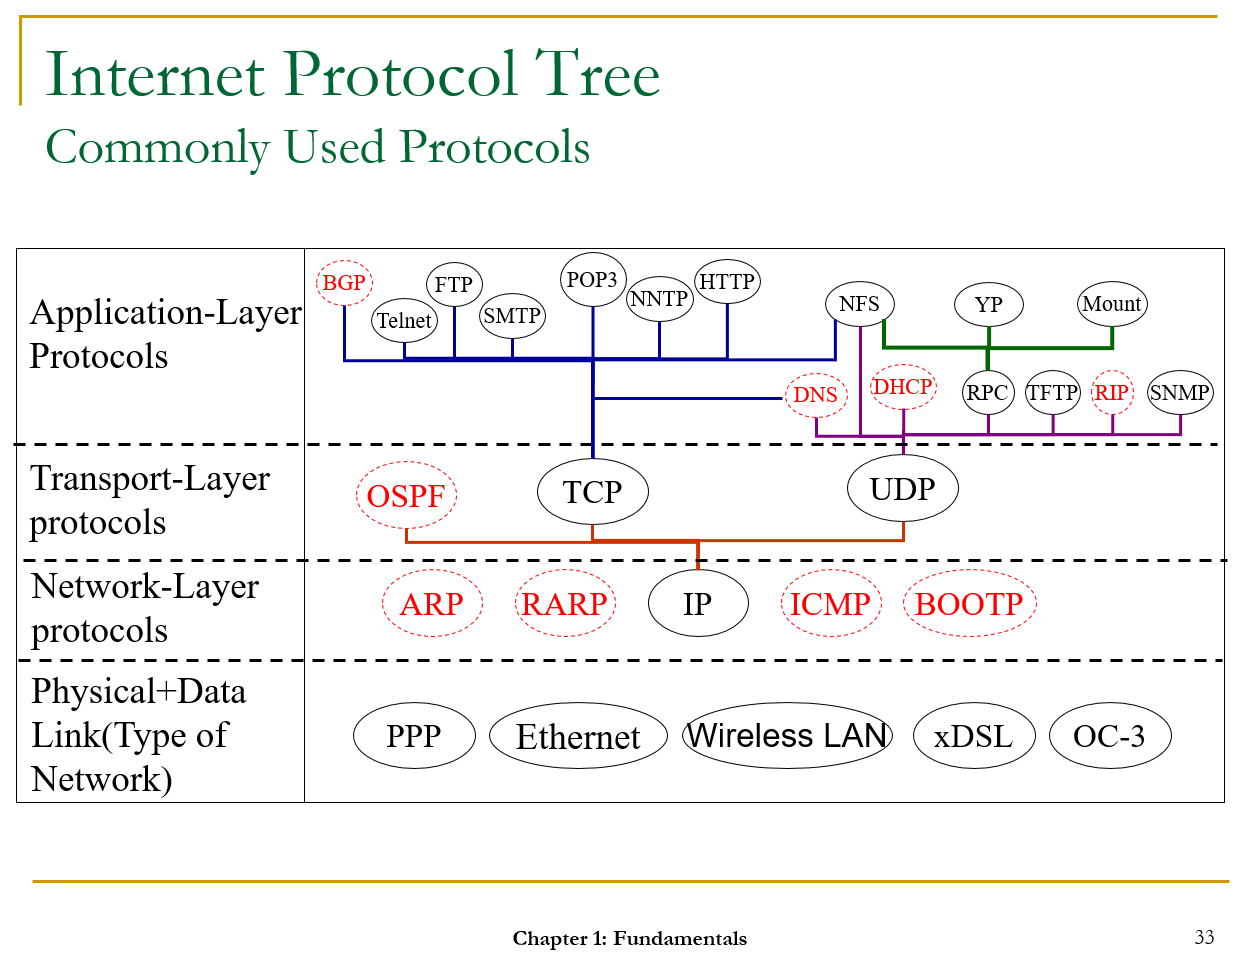 Internet Protocol Tree
Commonly Used Protocols
Application-Layer
Protocols
BGP
Telnet
FTP
SMTP
POP3
NNTP
HTTP
NFS
YP
Mount
DNS
DHCP
RPC
TFTP
RIP
SNMP
Transport-Layer
protocols
OSPF
TCP
UDP
Network-Layer
protocols
ARP
RARP
IP
ICMP
BOOTP
Physical+Data
Link(Type of
Network)
PPP
Ethernet
Wireless LAN
xDSL
OC-3
Chapter 1: Fundamentals
33